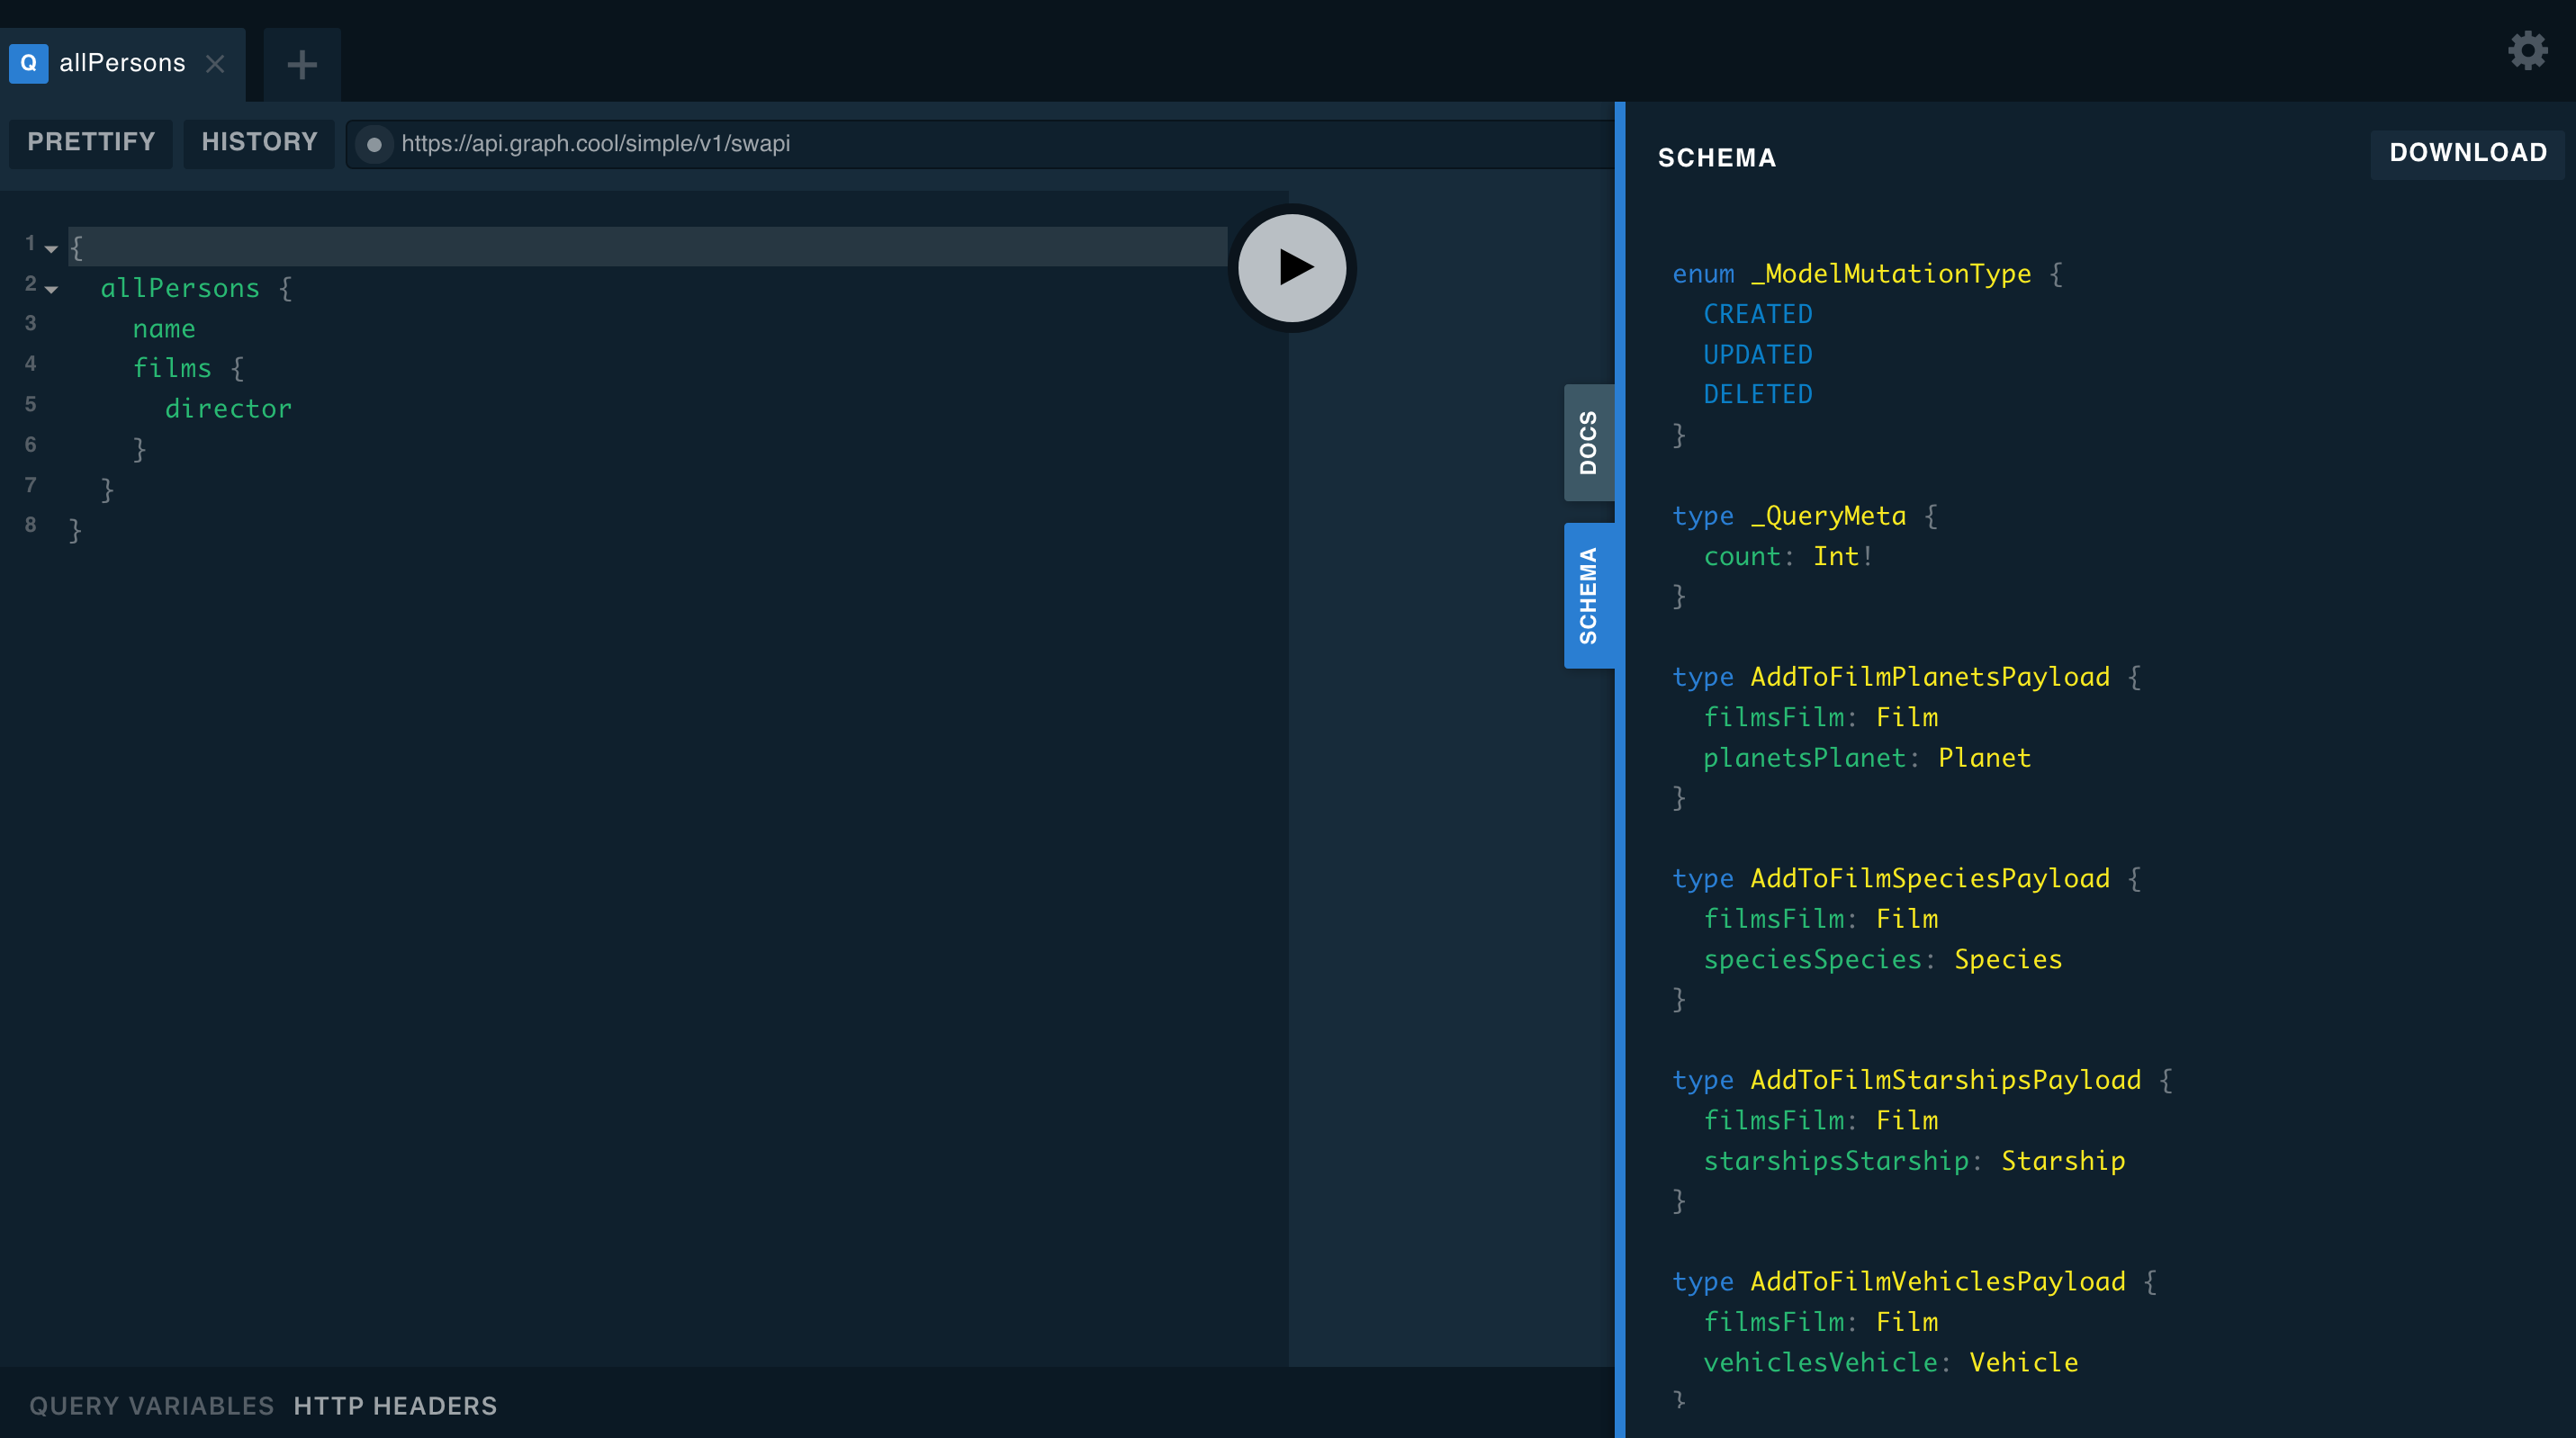 Q allPersons
PRETTIFY HISTORY https://api.graph.cool/simple/v1/swapi
1 {
2 allPersons {
3 name
4 films {
5 director
6 }
7 }
8 }
QUERY VARIABLES HTTP HEADERS
DOCS
SCHEMA
SCHEMA DOWNLOAD
enum _ModelMutationType {
CREATED
UPDATED
DELETED
}
type _QueryMeta {
count: Int!
}
type AddToFilmPlanetsPayload {
filmsFilm: Film
planetsPlanet: Planet
}
type AddToFilmSpeciesPayload {
filmsFilm: Film
speciesSpecies: Species
}
type AddToFilmStarshipsPayload {
filmsFilm: Film
starshipsStarship: Starship
}
type AddToFilmVehiclesPayload {
filmsFilm: Film
vehiclesVehicle: Vehicle
}